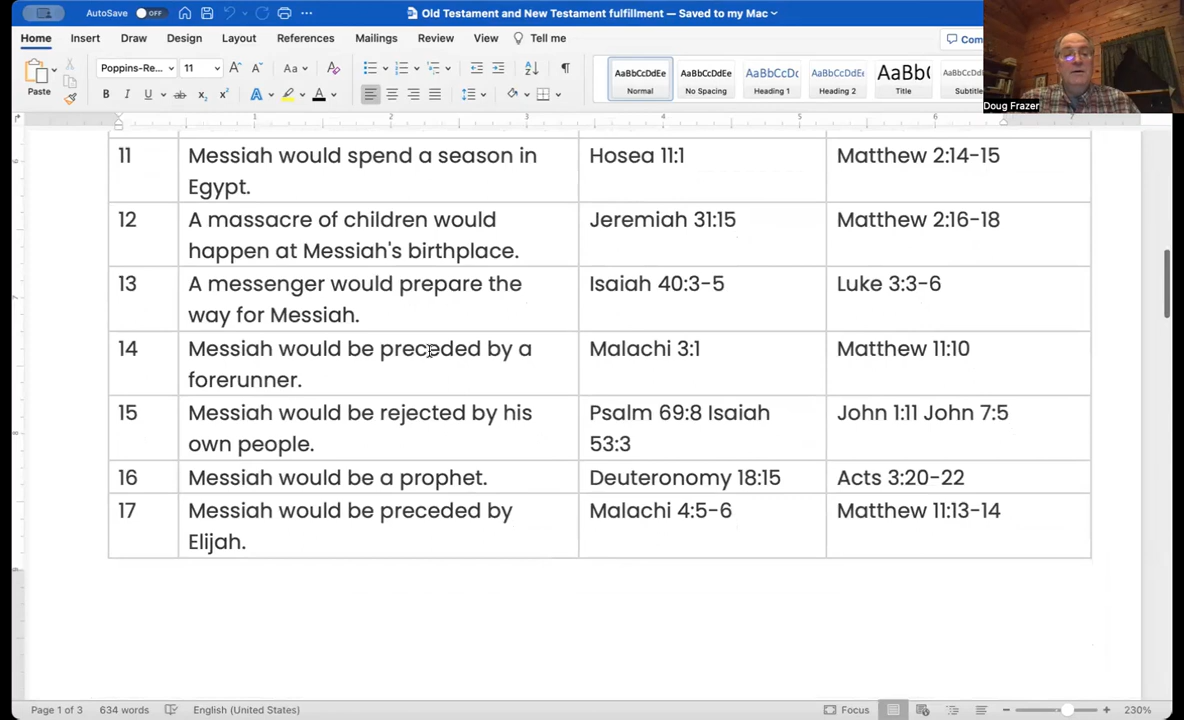 AutoSave OFF
Old Testament and New Testament fulfillment — Saved to my Mac
Home Insert Draw Design Layout References Mailings Review View Tell me
Paste
Poppins-Re... 11
AaBbCcDdEe AaBbCcDdEe AaBbCcDc AaBbCcDdEe AaBb(
Normal No Spacing Heading 1 Heading 2 Title Subtitle
Doug Frazer
1 2 3 4 5 6 7
11 Messiah would spend a season in Hosea 11:1 Matthew 2:14-15
Egypt.
12 A massacre of children would Jeremiah 31:15 Matthew 2:16-18
happen at Messiah's birthplace.
13 A messenger would prepare the Isaiah 40:3-5 Luke 3:3-6
way for Messiah.
14 Messiah would be preceded by a Malachi 3:1 Matthew 11:10
forerunner.
15 Messiah would be rejected by his Psalm 69:8 Isaiah John 1:11 John 7:5
own people. 53:3
16 Messiah would be a prophet. Deuteronomy 18:15 Acts 3:20-22
17 Messiah would be preceded by Malachi 4:5-6 Matthew 11:13-14
Elijah.
Page 1 of 3 634 words English (United States) Focus 230%